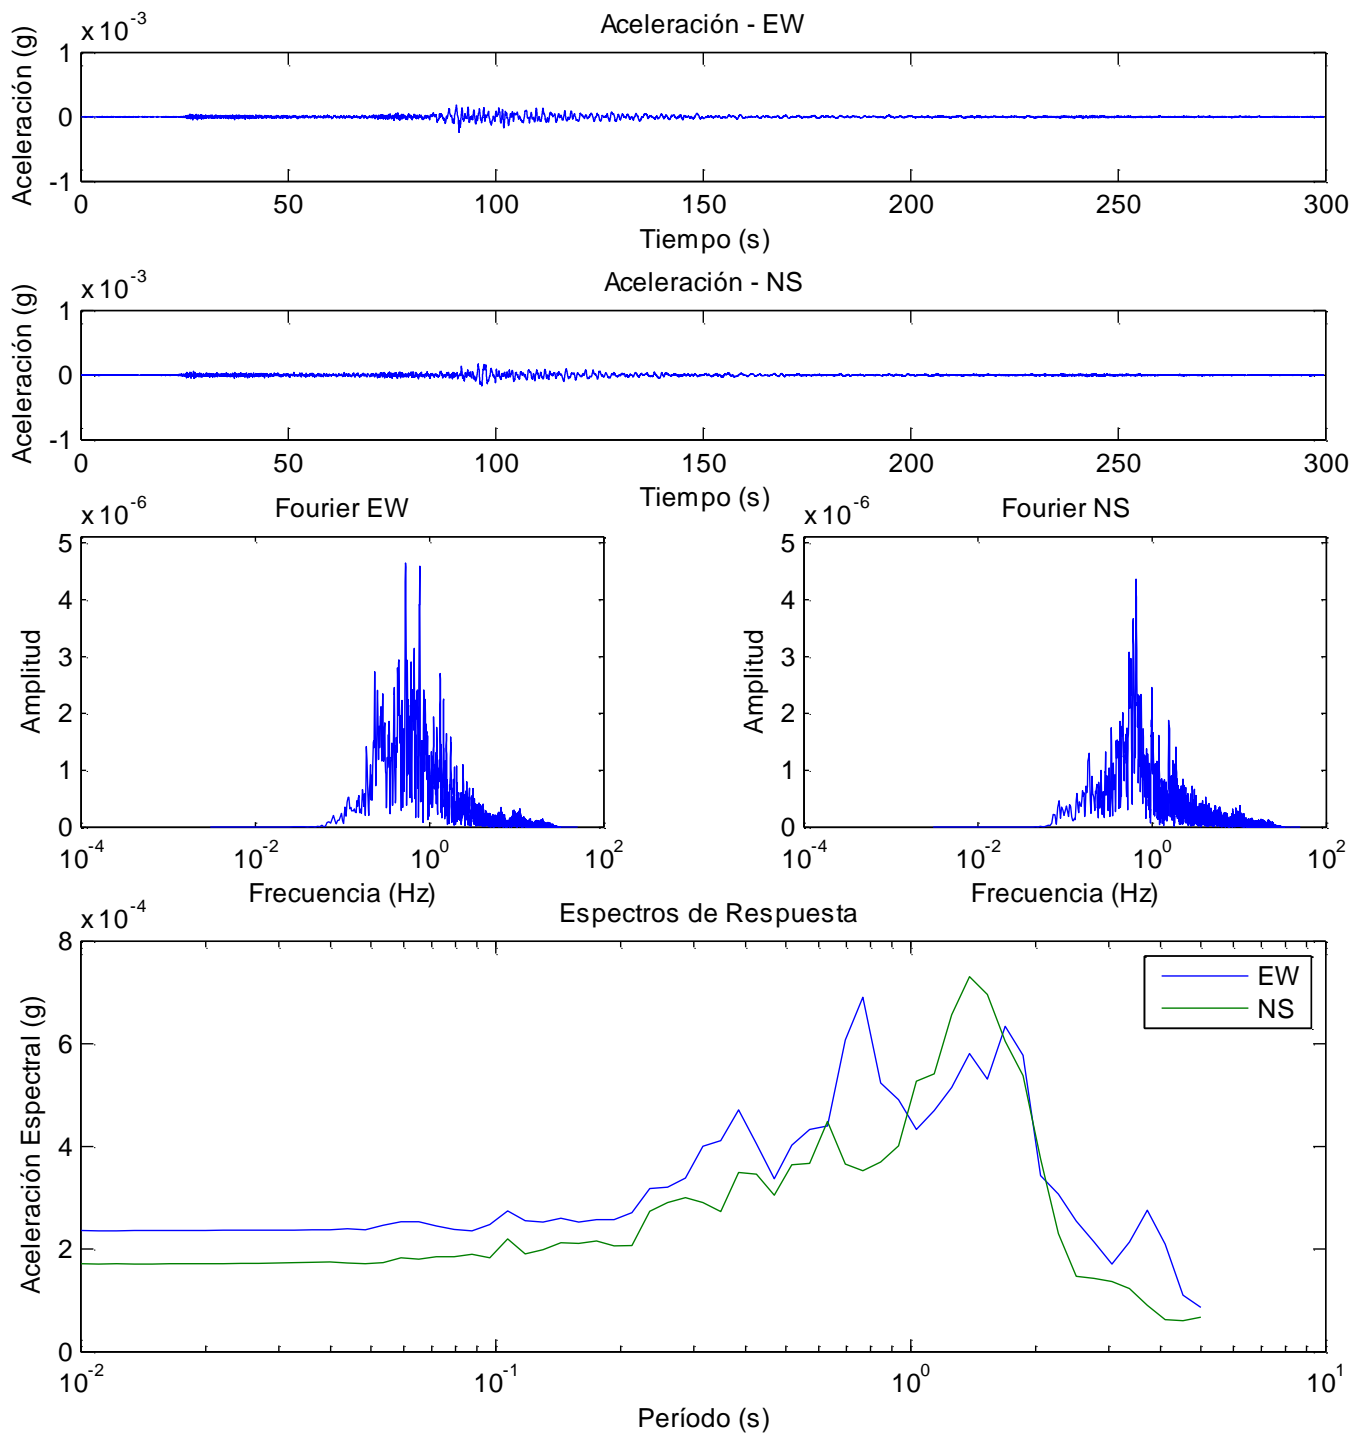 Aceleración - EW
x 10^-3
Aceleración (g)
1
0
-1
0 50 100 150 200 250 300
Tiempo (s)
Aceleración - NS
x 10^-3
Aceleración (g)
1
0
-1
0 50 100 150 200 250 300
Tiempo (s)
Fourier EW
x 10^-6
Amplitud
5
4
3
2
1
0
10^-4 10^-2 10^0 10^2
Frecuencia (Hz)
Fourier NS
x 10^-6
Amplitud
5
4
3
2
1
0
10^-4 10^-2 10^0 10^2
Frecuencia (Hz)
Espectros de Respuesta
x 10^-4
Aceleración Espectral (g)
8
6
4
2
0
10^-2 10^-1 10^0 10^1
Período (s)
EW
NS